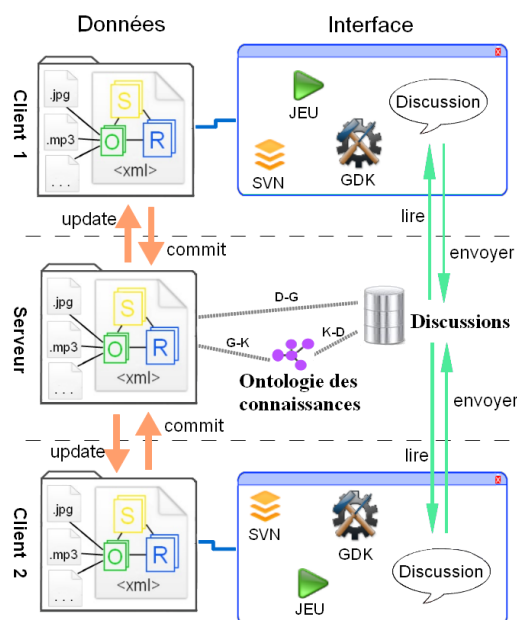 Données
Interface
Client 1
.jpg
.mp3
. . .
S
O
R
<xml>
JEU
SVN
GDK
Discussion
update
commit
lire
envoyer
Serveur
.jpg
.mp3
. . .
S
O
R
<xml>
D-G
G-K
K-D
Discussions
Ontologie des
connaissances
update
commit
lire
envoyer
Client 2
.jpg
.mp3
. . .
S
O
R
<xml>
SVN
GDK
JEU
Discussion